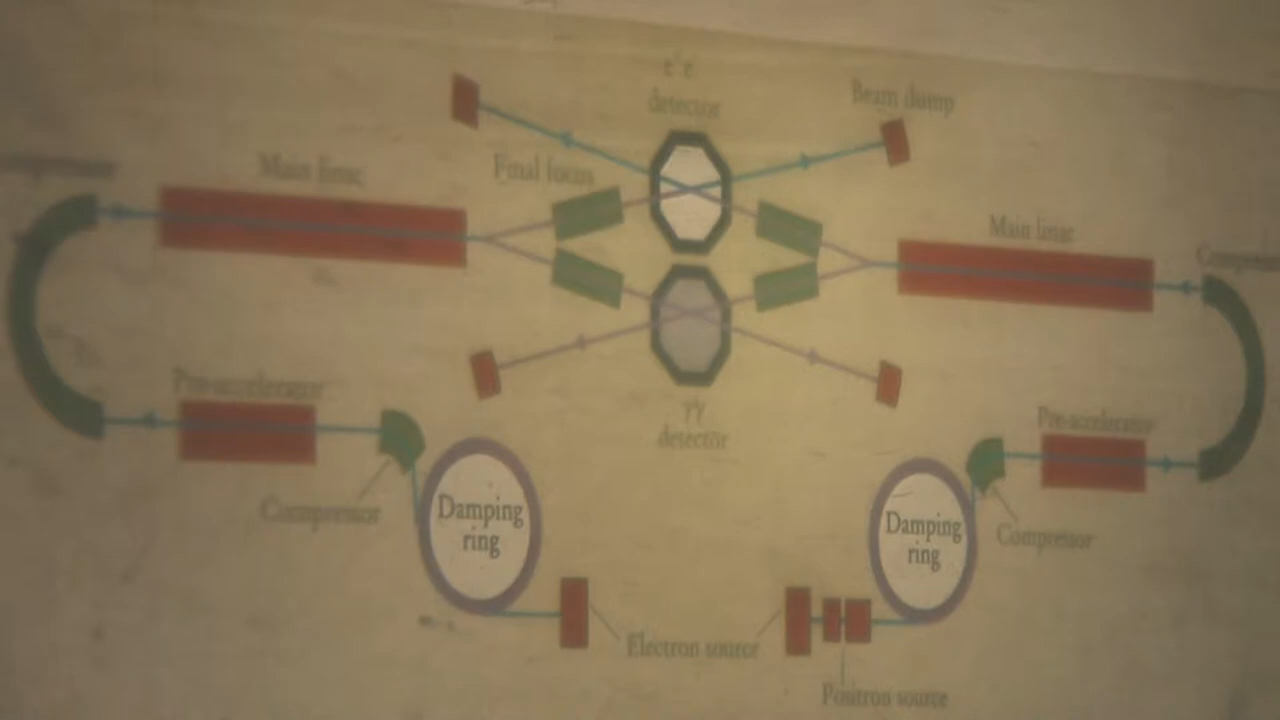 e⁺e⁻
detector
Beam dump
Final focus
Main linac
Main linac
Pre-accelerator
Pre-accelerator
γγ
detector
Compressor
Compressor
Damping
ring
Damping
ring
Electron source
Positron source